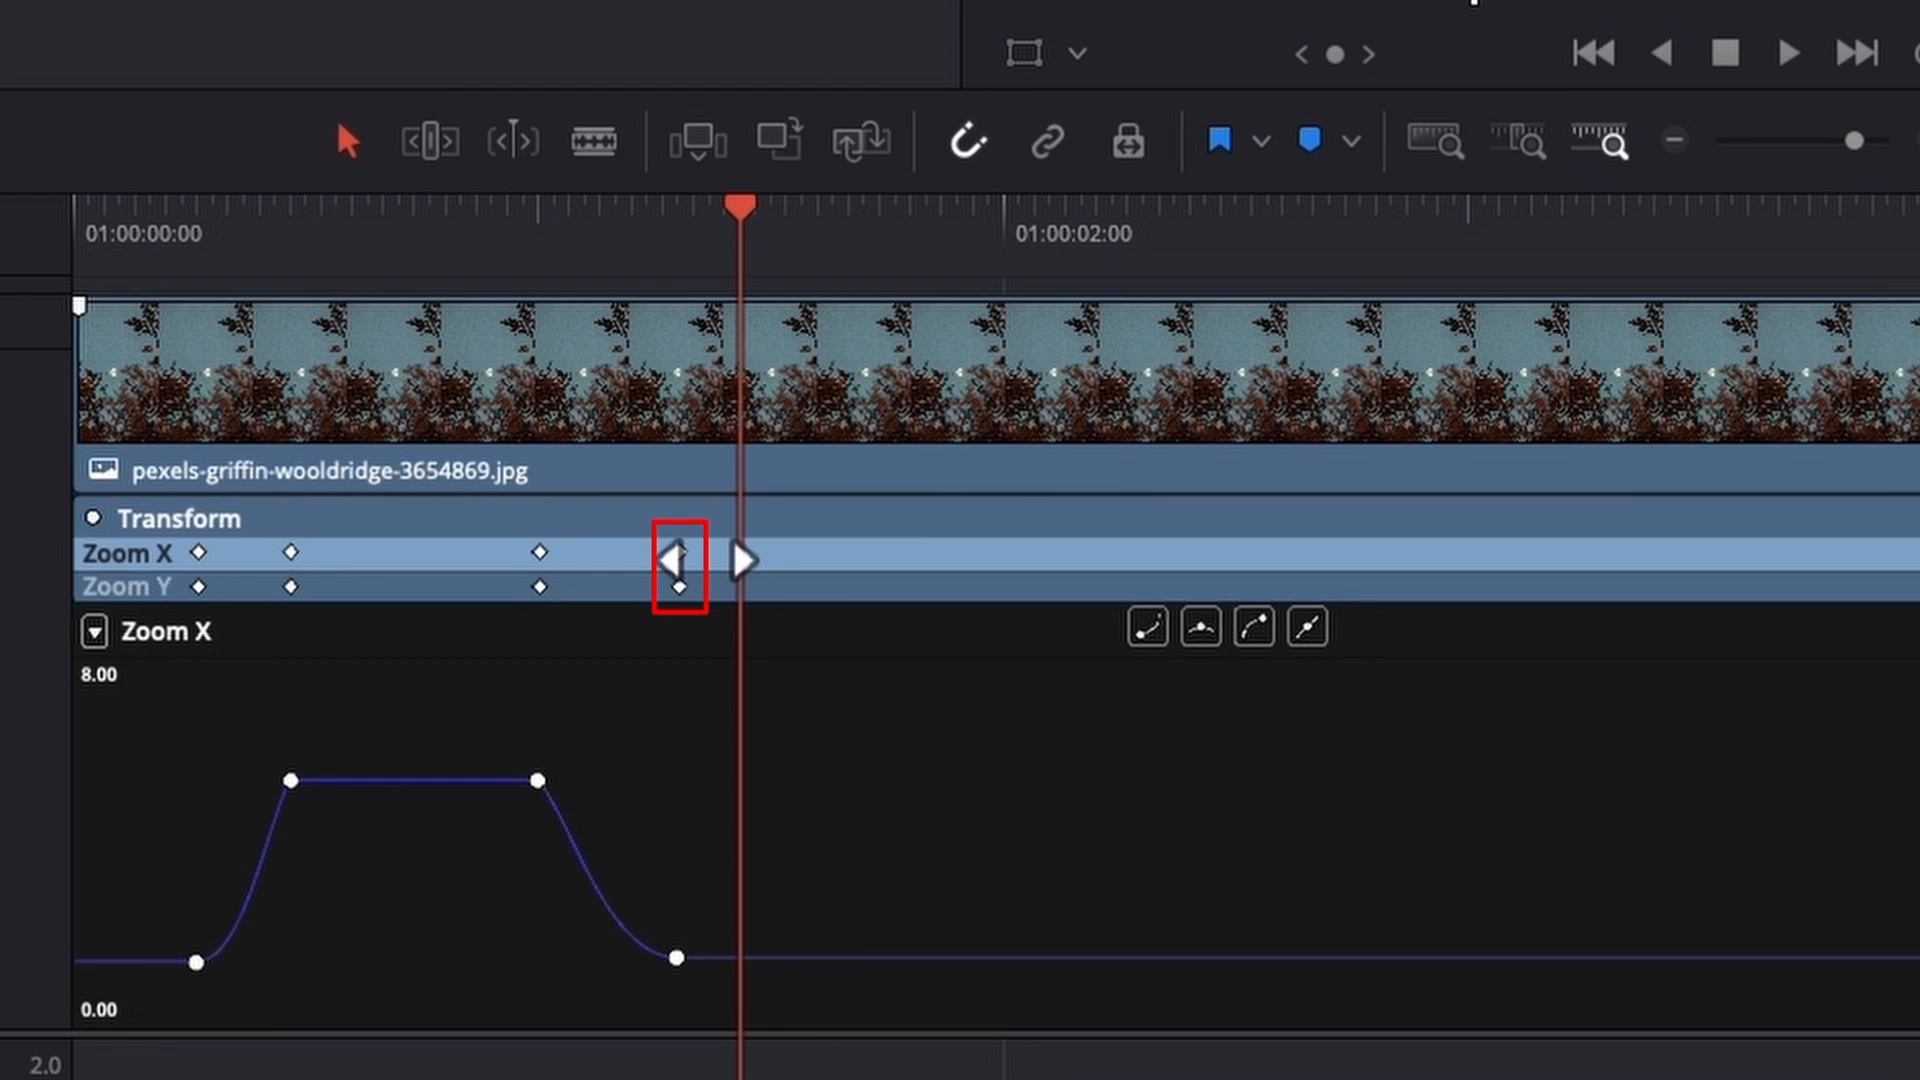 01:00:00:00
01:00:02:00
pexels-griffin-wooldridge-3654869.jpg
Transform
Zoom X
Zoom Y
Zoom X
8.00
0.00
2.0